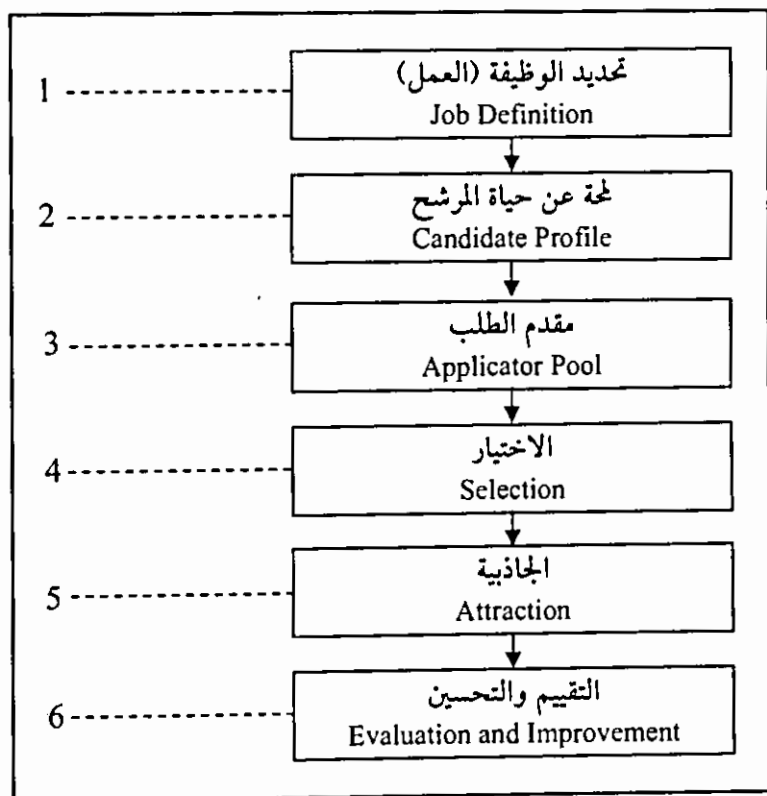 1
تحديد الوظيفة (العمل)
Job Definition
2
لمحة عن حياة المرشح
Candidate Profile
3
مقدم الطلب
Applicator Pool
4
الاختيار
Selection
5
الجاذبية
Attraction
6
التقييم والتحسين
Evaluation and Improvement